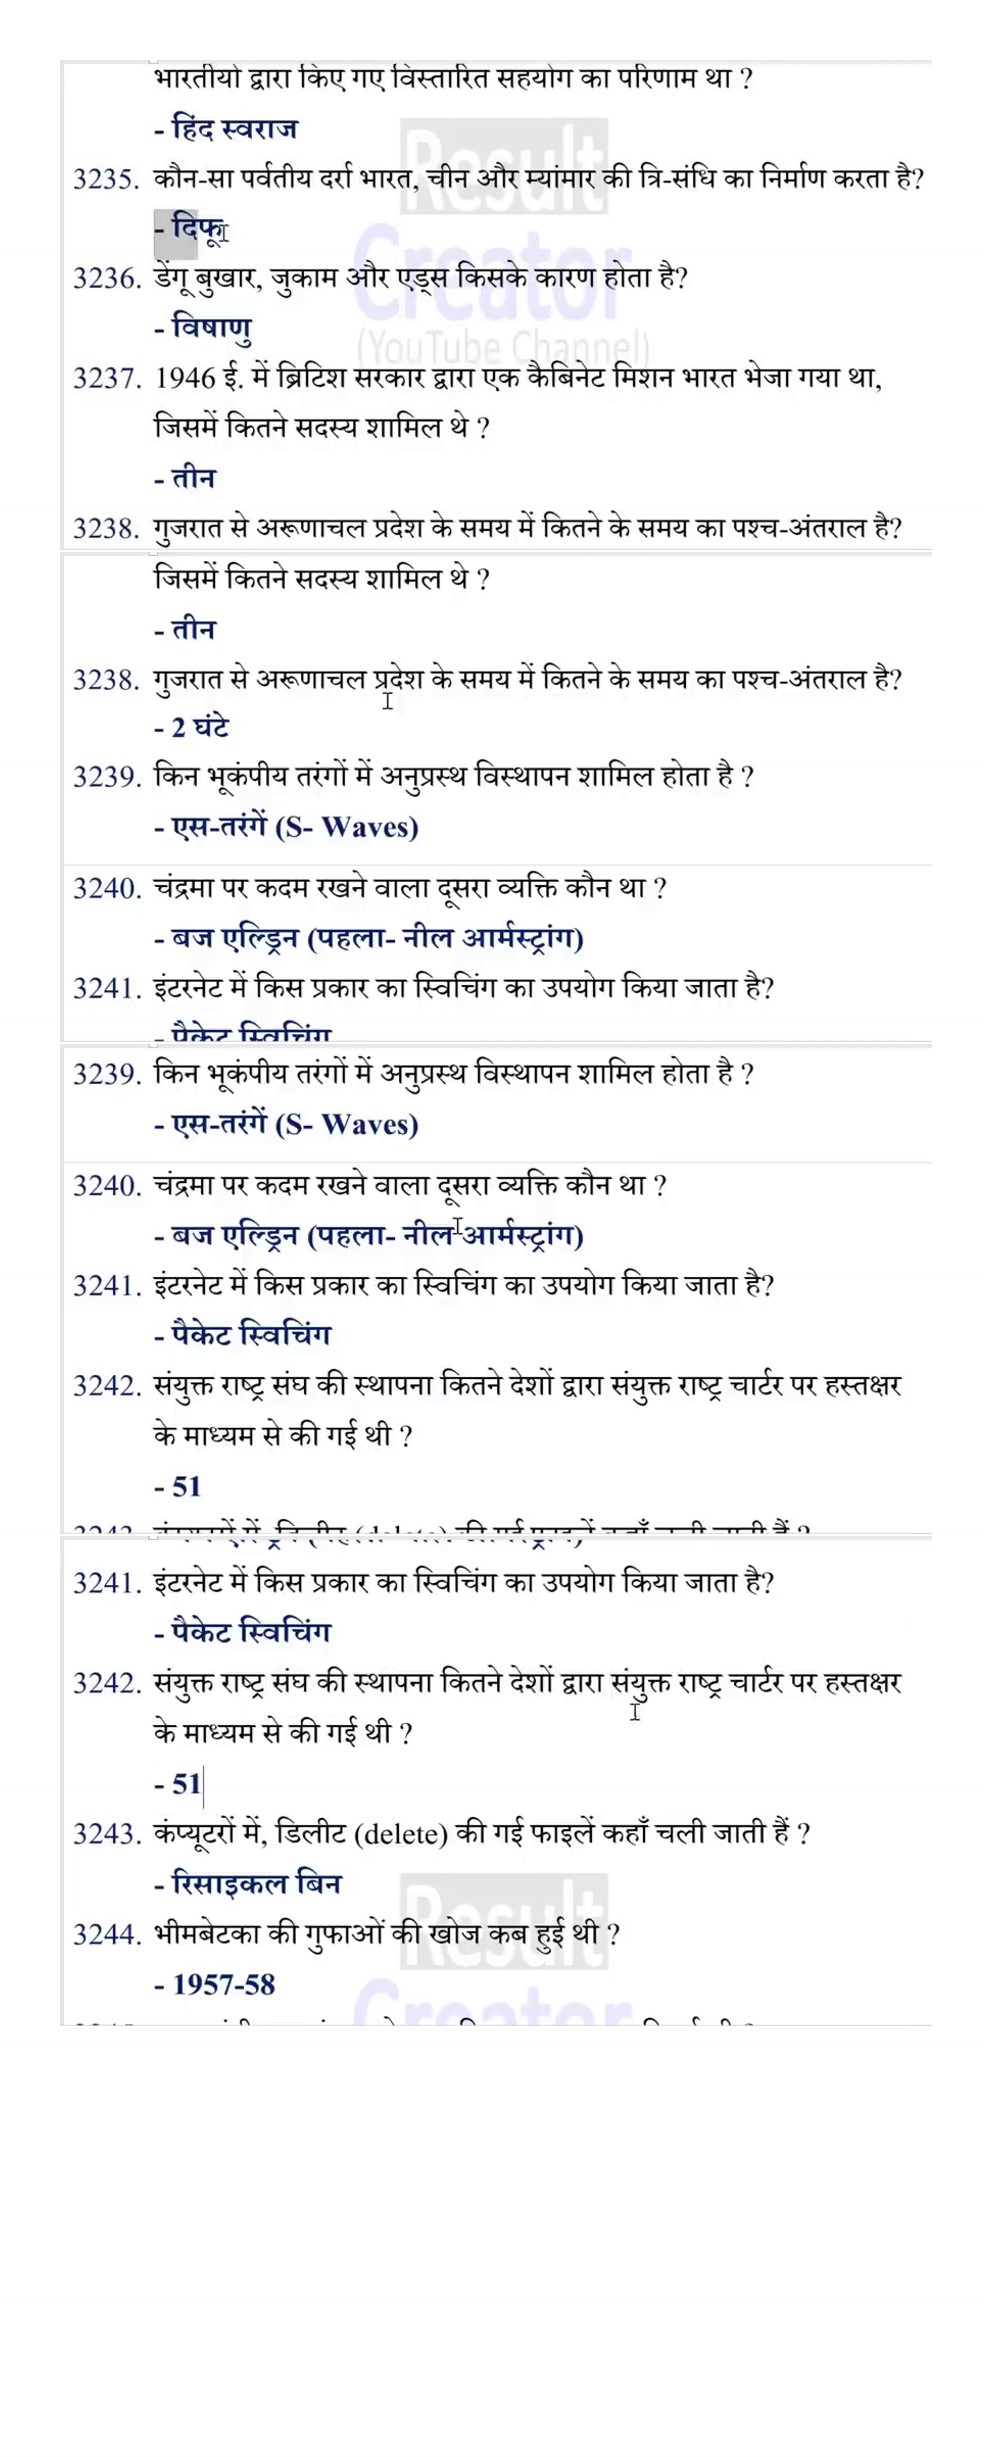 भारतीयों द्वारा किए गए विस्तारित सहयोग का परिणाम था ?
- हिंद स्वराज
Result
3235. कौन-सा पर्वतीय दर्रा भारत, चीन और म्यांमार की त्रि-संधि का निर्माण करता है?
- दिफू
Creator
3236. डेंगू बुखार, जुकाम और एड्स किसके कारण होता है?
- विषाणु
(YouTube Channel)
3237. 1946 ई. में ब्रिटिश सरकार द्वारा एक कैबिनेट मिशन भारत भेजा गया था,
जिसमें कितने सदस्य शामिल थे ?
- तीन
3238. गुजरात से अरूणाचल प्रदेश के समय में कितने के समय का पश्च-अंतराल है?
जिसमें कितने सदस्य शामिल थे ?
- तीन
3238. गुजरात से अरूणाचल प्रदेश के समय में कितने के समय का पश्च-अंतराल है?
- 2 घंटे
3239. किन भूकंपीय तरंगों में अनुप्रस्थ विस्थापन शामिल होता है ?
- एस-तरंगें (S- Waves)
3240. चंद्रमा पर कदम रखने वाला दूसरा व्यक्ति कौन था ?
- बज एल्ड्रिन (पहला- नील आर्मस्ट्रांग)
3241. इंटरनेट में किस प्रकार का स्विचिंग का उपयोग किया जाता है?
- पैकेट स्विचिंग
3239. किन भूकंपीय तरंगों में अनुप्रस्थ विस्थापन शामिल होता है ?
- एस-तरंगें (S- Waves)
3240. चंद्रमा पर कदम रखने वाला दूसरा व्यक्ति कौन था ?
- बज एल्ड्रिन (पहला- नील आर्मस्ट्रांग)
3241. इंटरनेट में किस प्रकार का स्विचिंग का उपयोग किया जाता है?
- पैकेट स्विचिंग
3242. संयुक्त राष्ट्र संघ की स्थापना कितने देशों द्वारा संयुक्त राष्ट्र चार्टर पर हस्तक्षर
के माध्यम से की गई थी ?
- 51
3241. इंटरनेट में किस प्रकार का स्विचिंग का उपयोग किया जाता है?
- पैकेट स्विचिंग
3242. संयुक्त राष्ट्र संघ की स्थापना कितने देशों द्वारा संयुक्त राष्ट्र चार्टर पर हस्तक्षर
के माध्यम से की गई थी ?
- 51
3243. कंप्यूटरों में, डिलीट (delete) की गई फाइलें कहाँ चली जाती हैं ?
- रिसाइकल बिन
Result
3244. भीमबेटका की गुफाओं की खोज कब हुई थी ?
- 1957-58
Creator